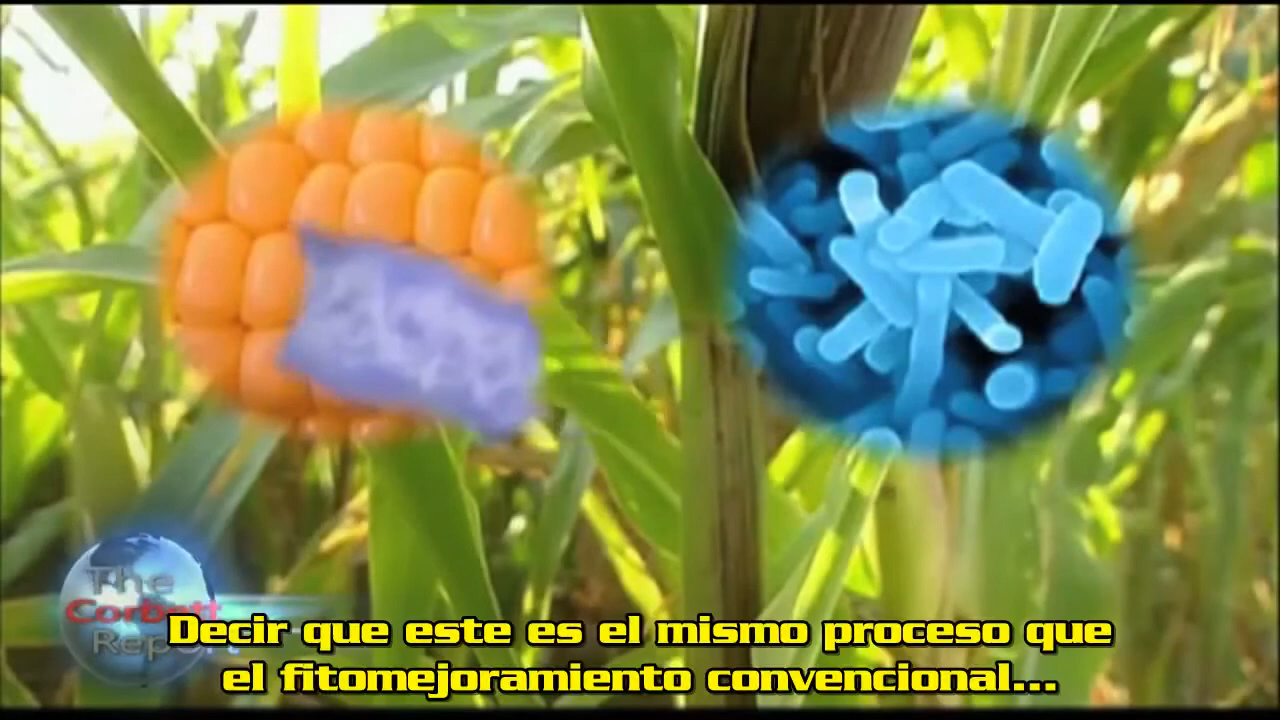 The
Corbett
Report
Decir que este es el mismo proceso que
el fitomejoramiento convencional...